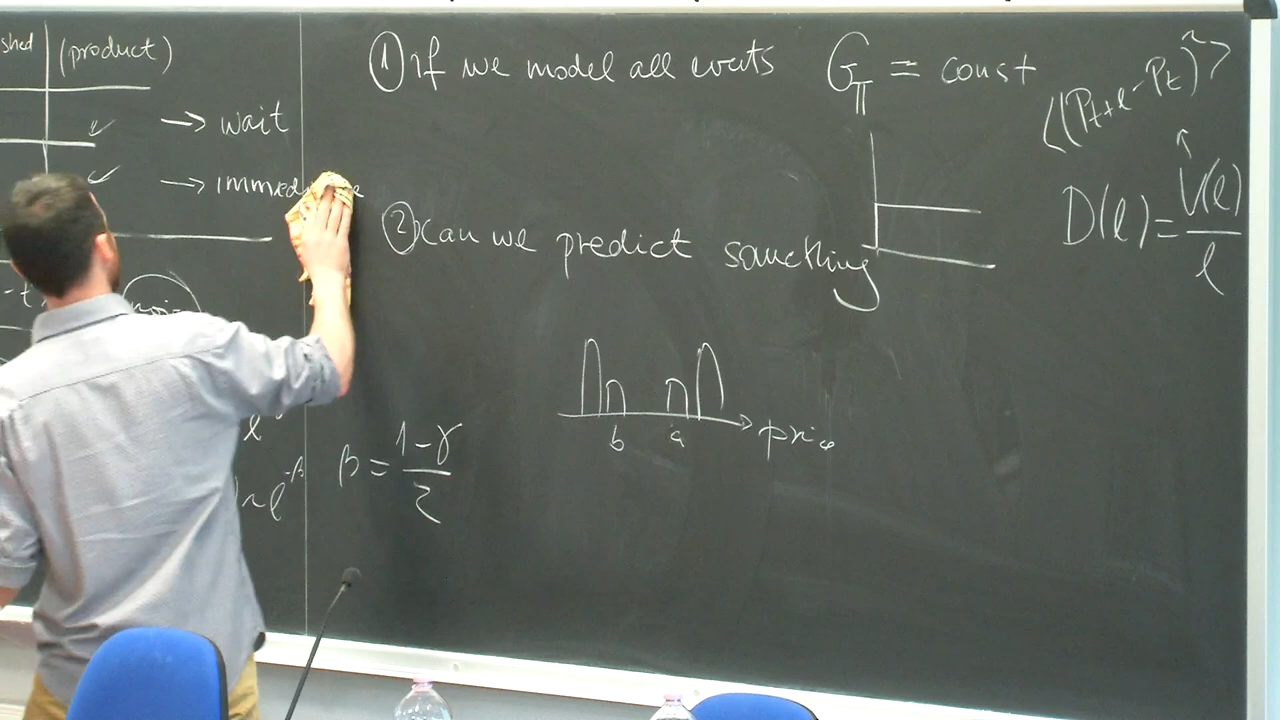 shed (product)
→ wait
→ immed
① if we model all events G_π = const
⟨(P_{t+ℓ} - P_t)²⟩
D(ℓ) = V(ℓ) / ℓ
② can we predict something
b a price
ℓ
~ ℓ^{-β}
β = (1-γ) / 2